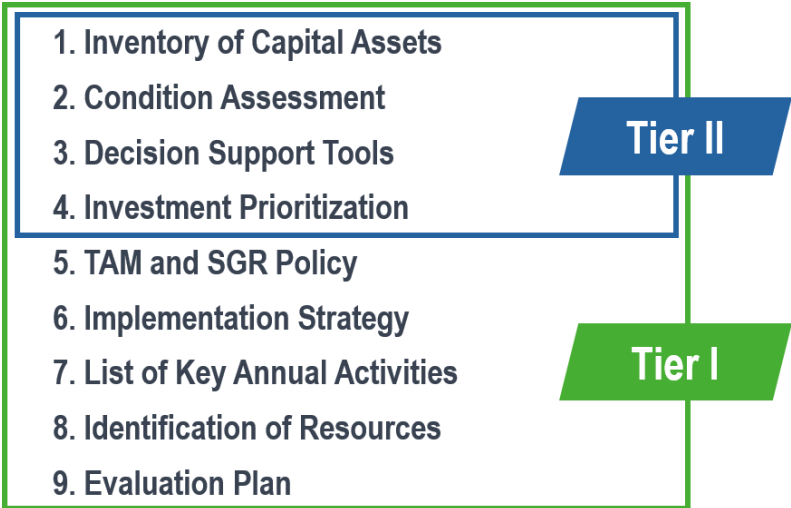 1. Inventory of Capital Assets
2. Condition Assessment
3. Decision Support Tools
4. Investment Prioritization
Tier II
5. TAM and SGR Policy
6. Implementation Strategy
7. List of Key Annual Activities
8. Identification of Resources
9. Evaluation Plan
Tier I